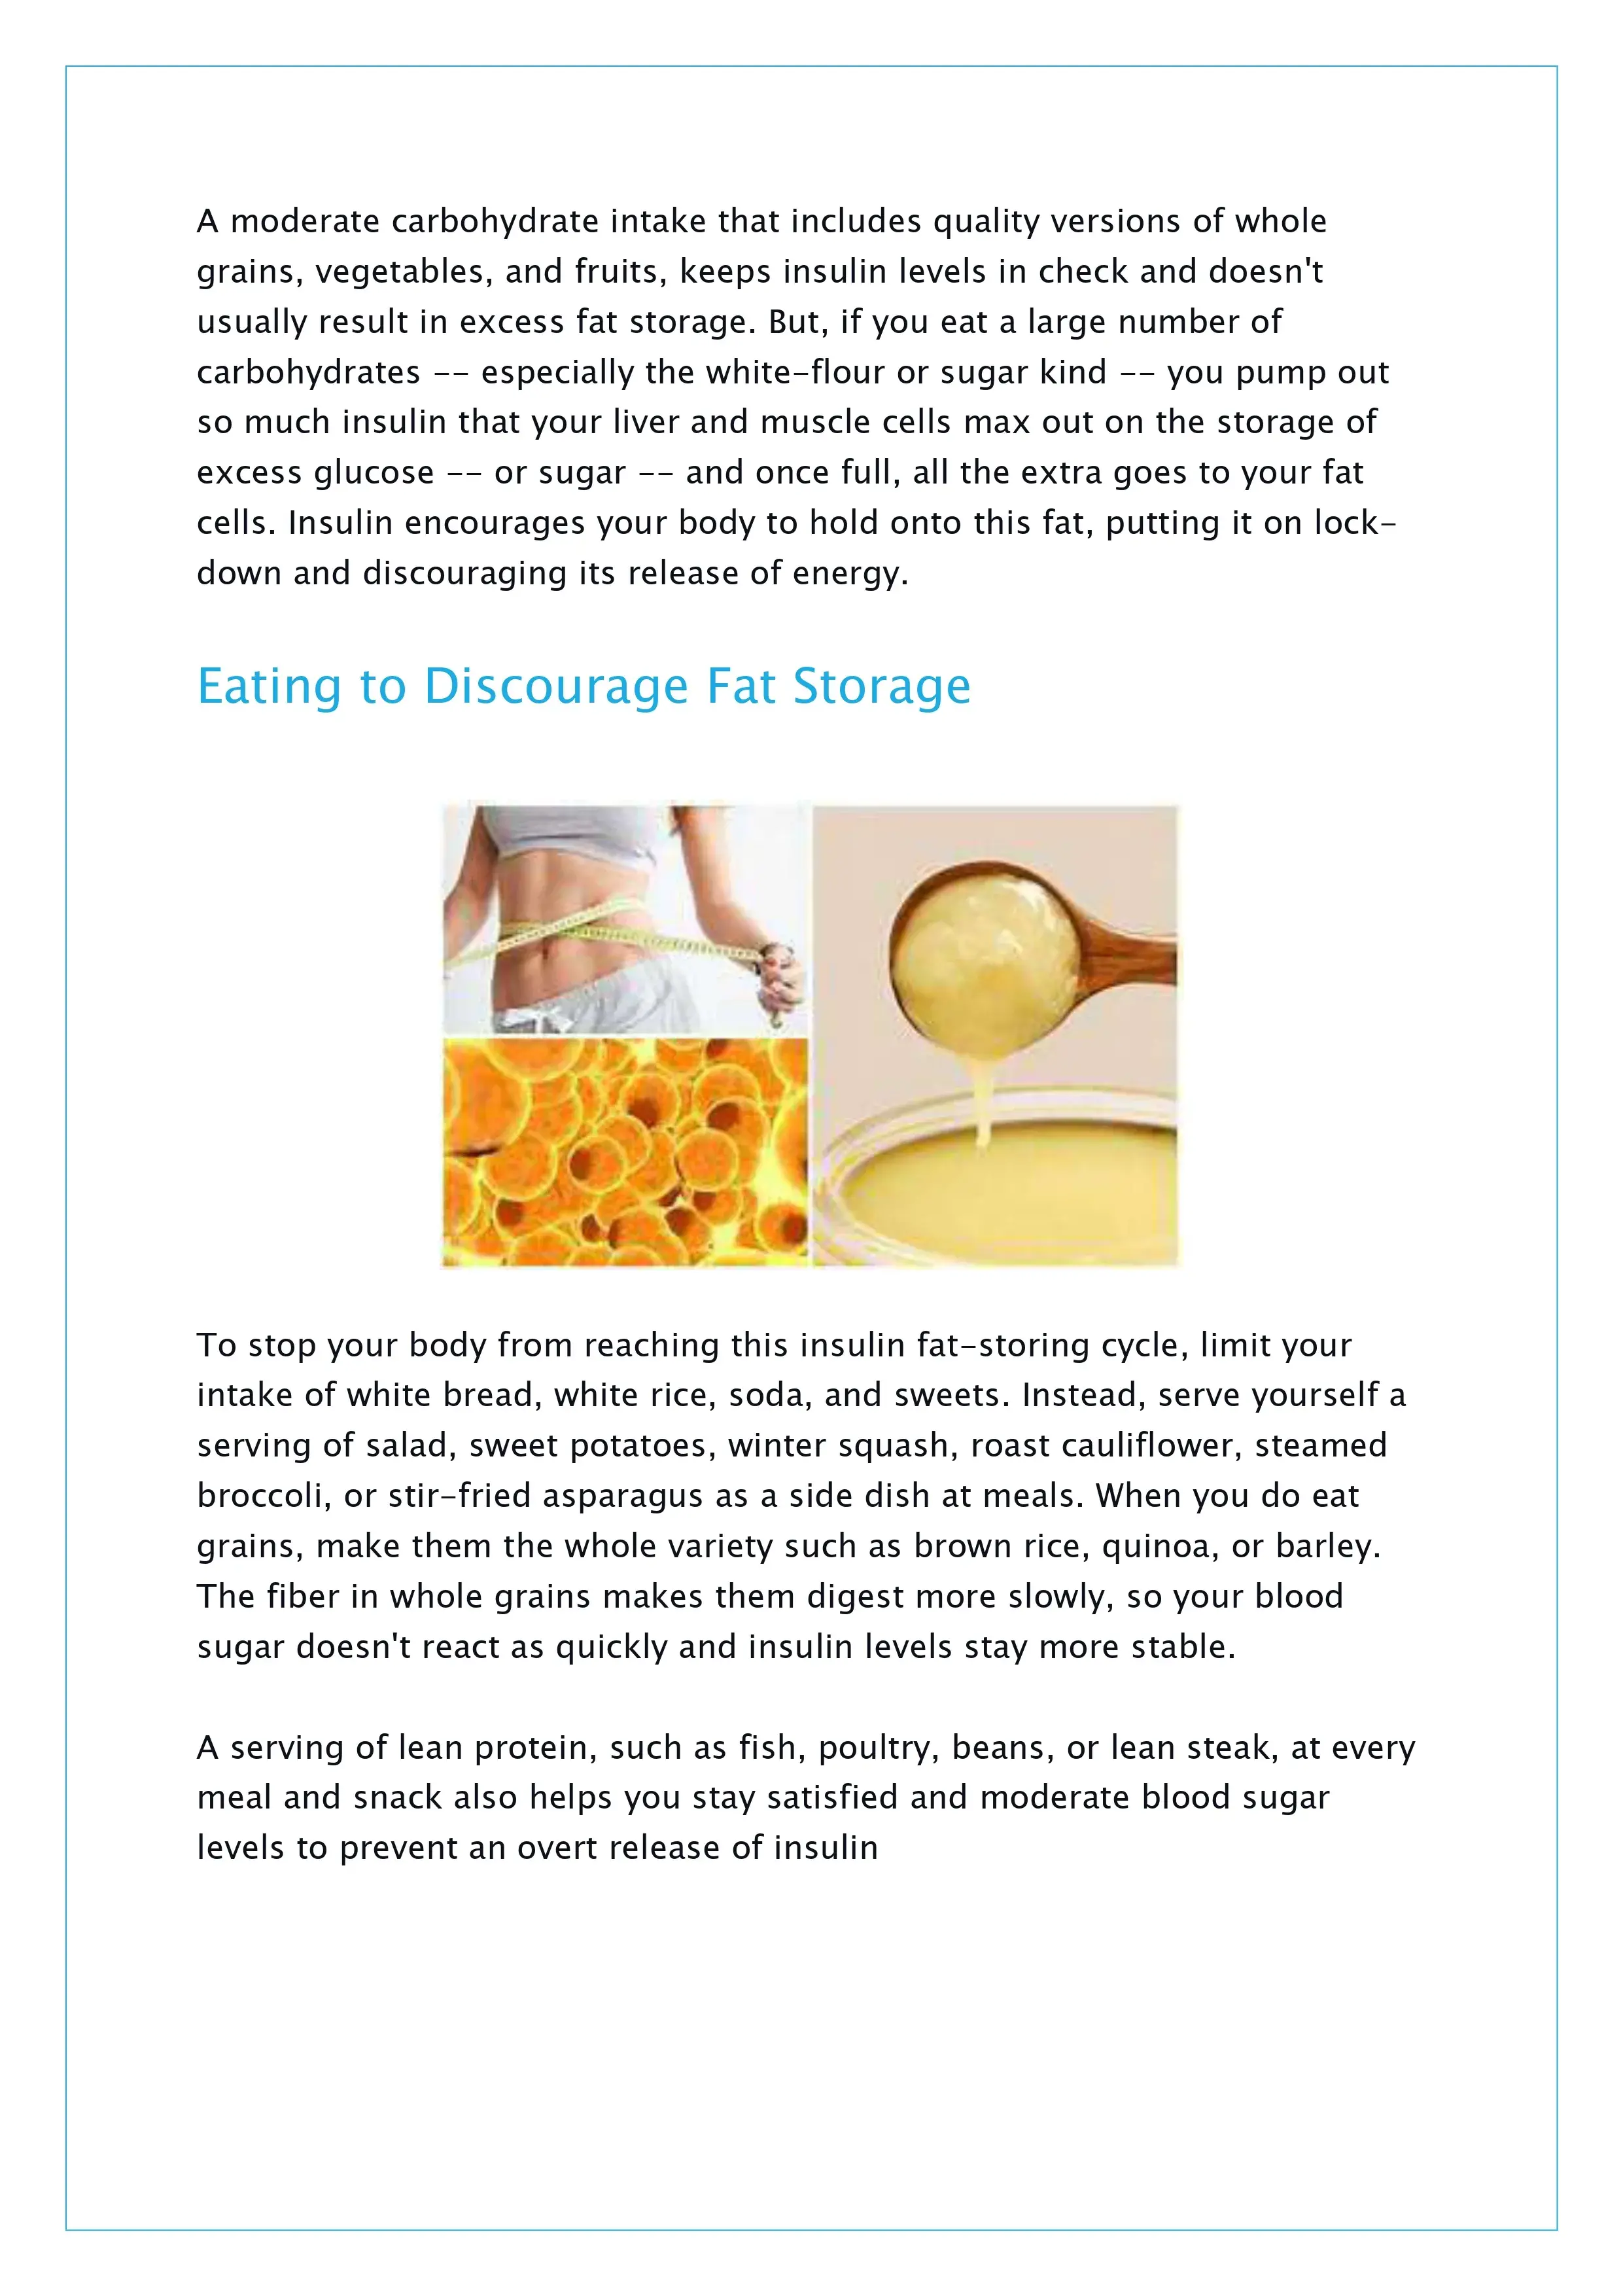 A moderate carbohydrate intake that includes quality versions of whole
grains, vegetables, and fruits, keeps insulin levels in check and doesn't
usually result in excess fat storage. But, if you eat a large number of
carbohydrates -- especially the white-flour or sugar kind -- you pump out
so much insulin that your liver and muscle cells max out on the storage of
excess glucose -- or sugar -- and once full, all the extra goes to your fat
cells. Insulin encourages your body to hold onto this fat, putting it on lock-
down and discouraging its release of energy.
Eating to Discourage Fat Storage
To stop your body from reaching this insulin fat-storing cycle, limit your
intake of white bread, white rice, soda, and sweets. Instead, serve yourself a
serving of salad, sweet potatoes, winter squash, roast cauliflower, steamed
broccoli, or stir-fried asparagus as a side dish at meals. When you do eat
grains, make them the whole variety such as brown rice, quinoa, or barley.
The fiber in whole grains makes them digest more slowly, so your blood
sugar doesn't react as quickly and insulin levels stay more stable.
A serving of lean protein, such as fish, poultry, beans, or lean steak, at every
meal and snack also helps you stay satisfied and moderate blood sugar
levels to prevent an overt release of insulin